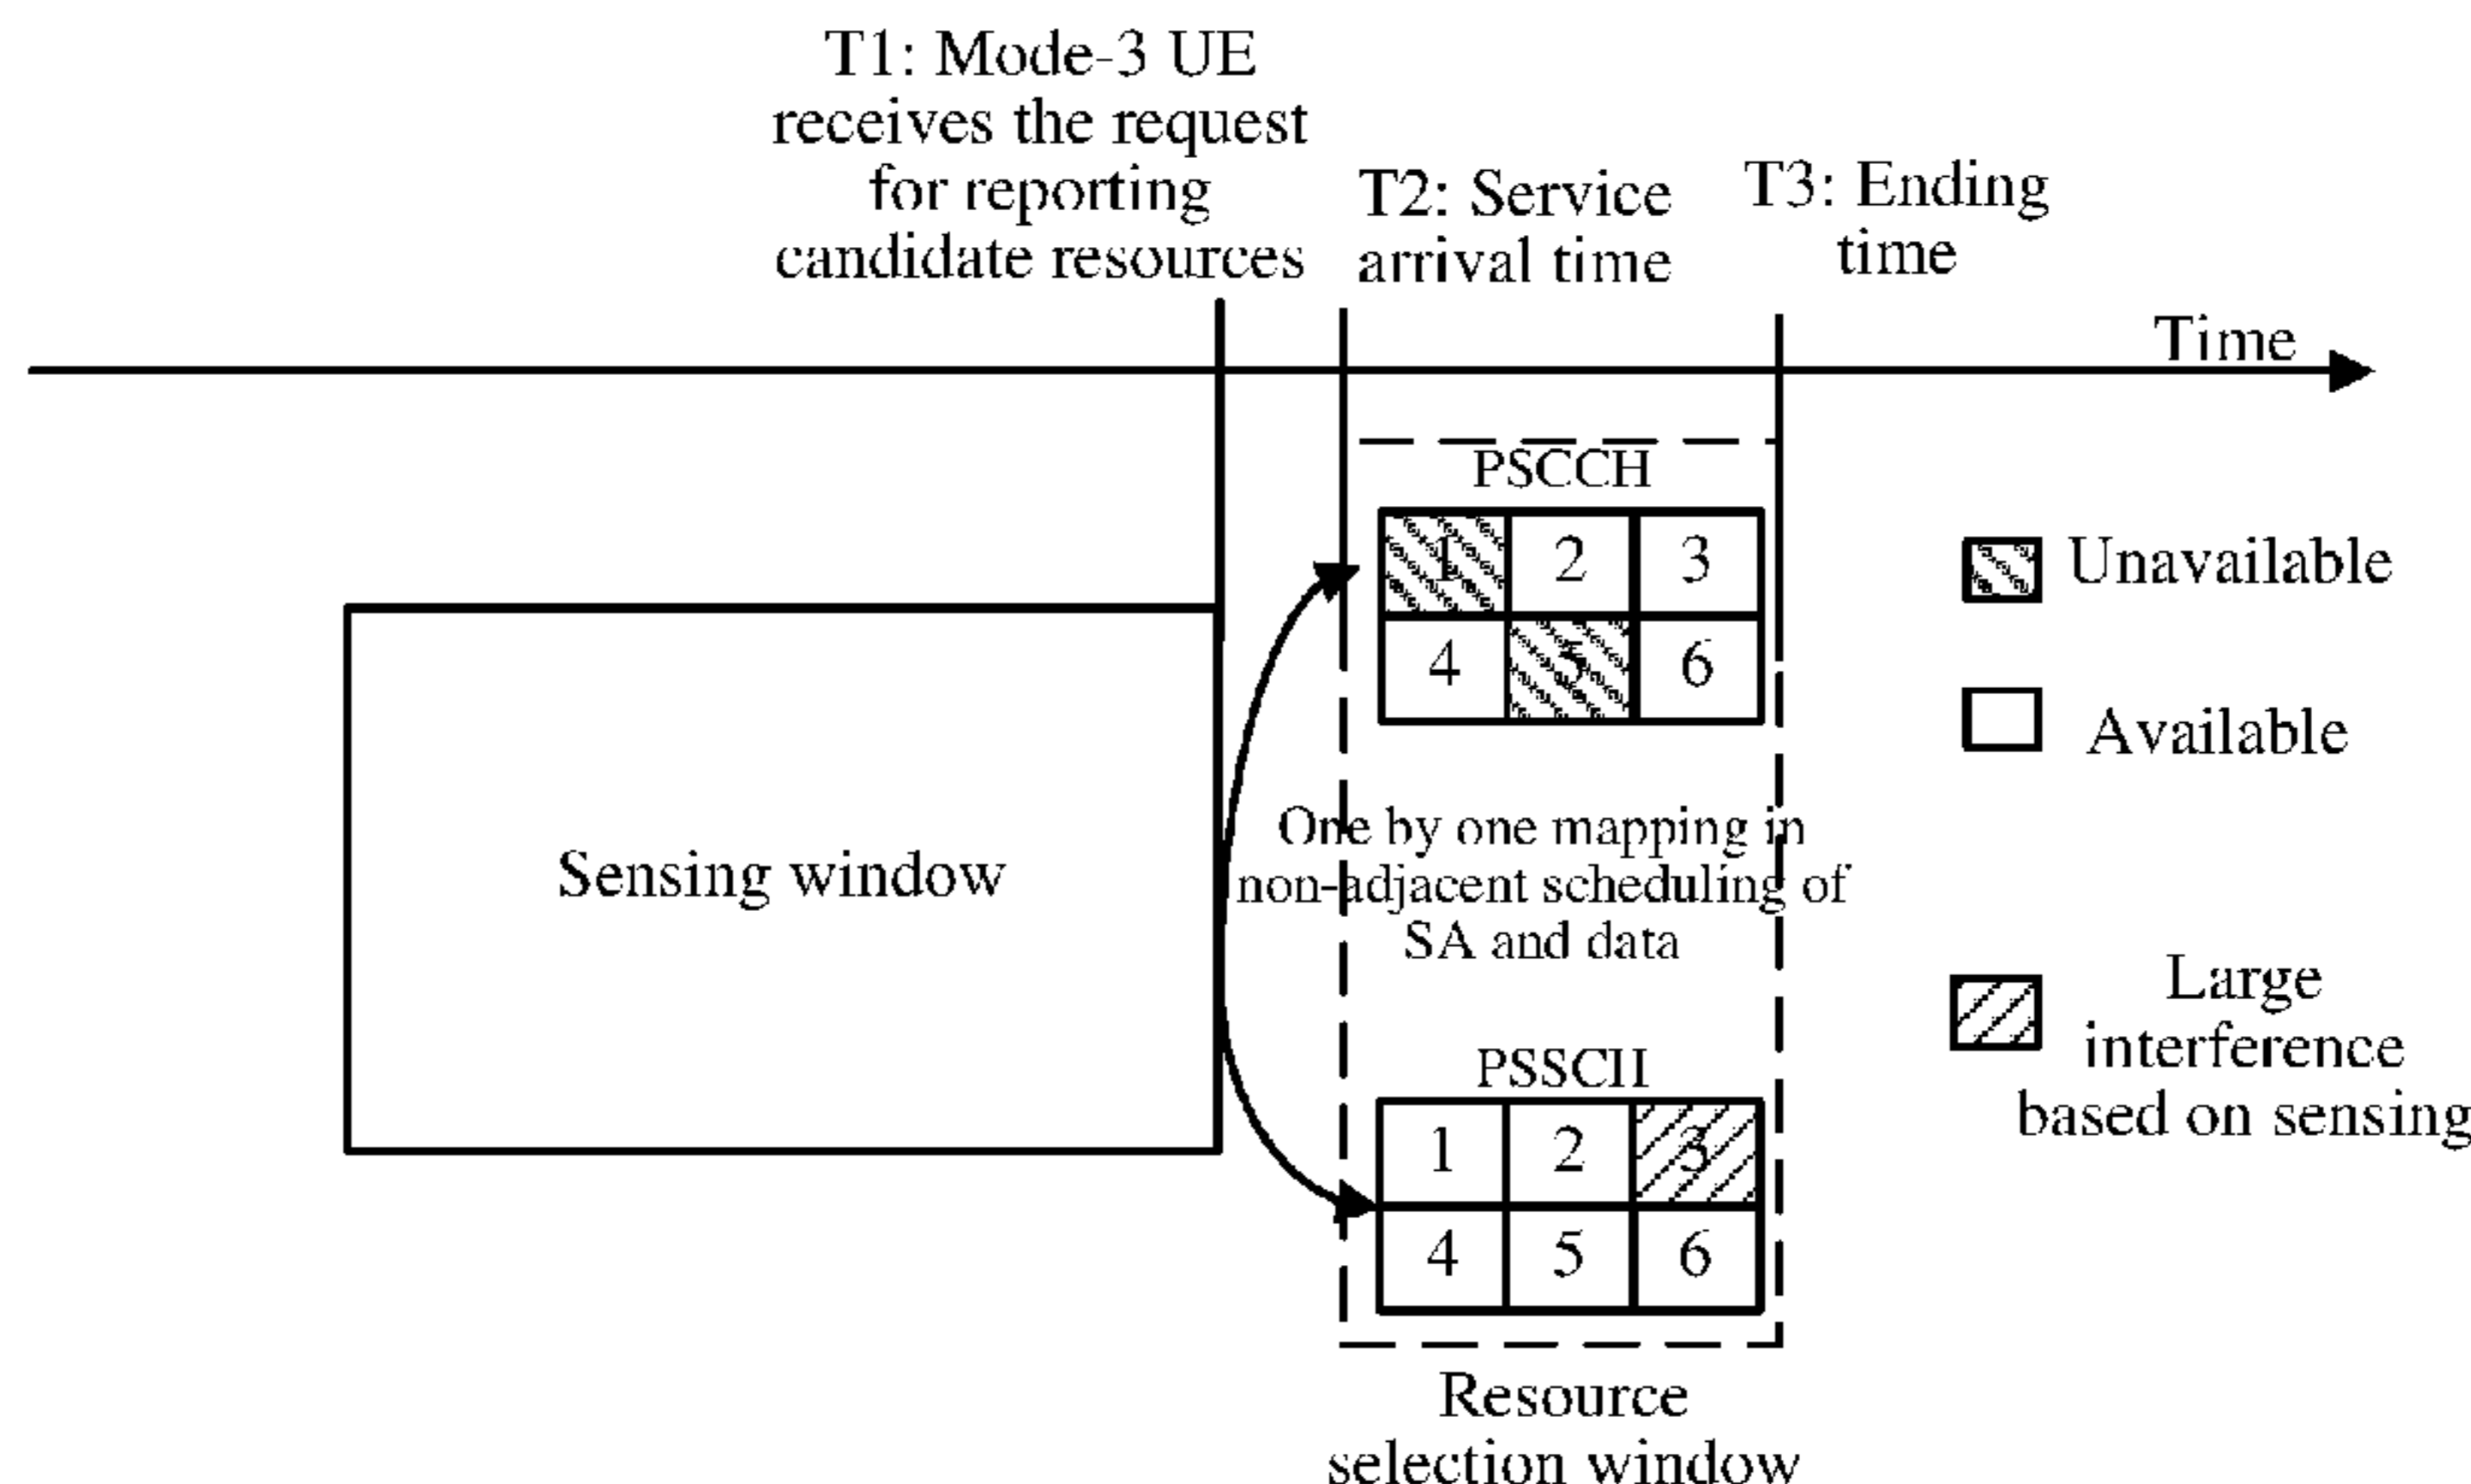 T1: Mode-3 UE
receives the request
for reporting
candidate resources
T2: Service
arrival time
T3: Ending
time
Time
PSCCH
1 2 3
4 5 6
Unavailable
Available
Sensing window
One by one mapping in
non-adjacent scheduling of
SA and data
Large
interference
based on sensing
PSSCH
1 2 3
4 5 6
Resource
selection window